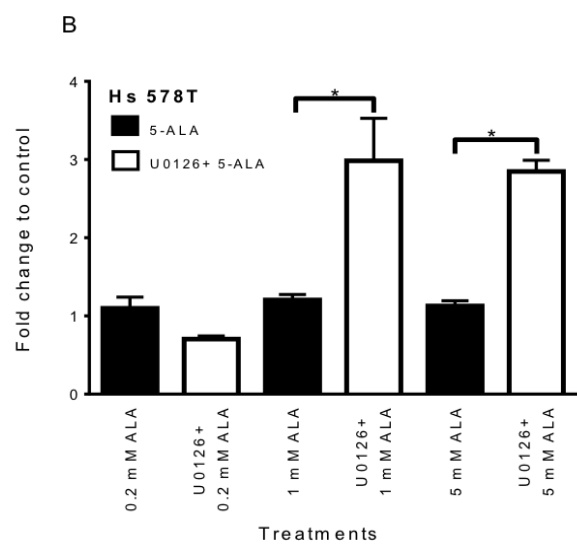 B
Hs 578T
5-ALA
U0126+ 5-ALA
*
*
Fold change to control
4
3
2
1
0
0.2 mM ALA
U0126+
0.2 mM ALA
1 mM ALA
U0126+
1 mM ALA
5 mM ALA
U0126+
5 mM ALA
Treatments